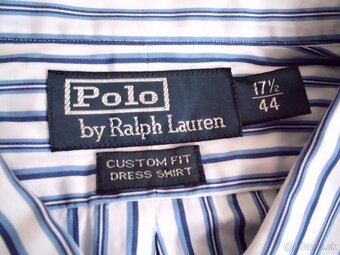 Polo
by Ralph Lauren
17½
44
CUSTOM FIT
DRESS SHIRT